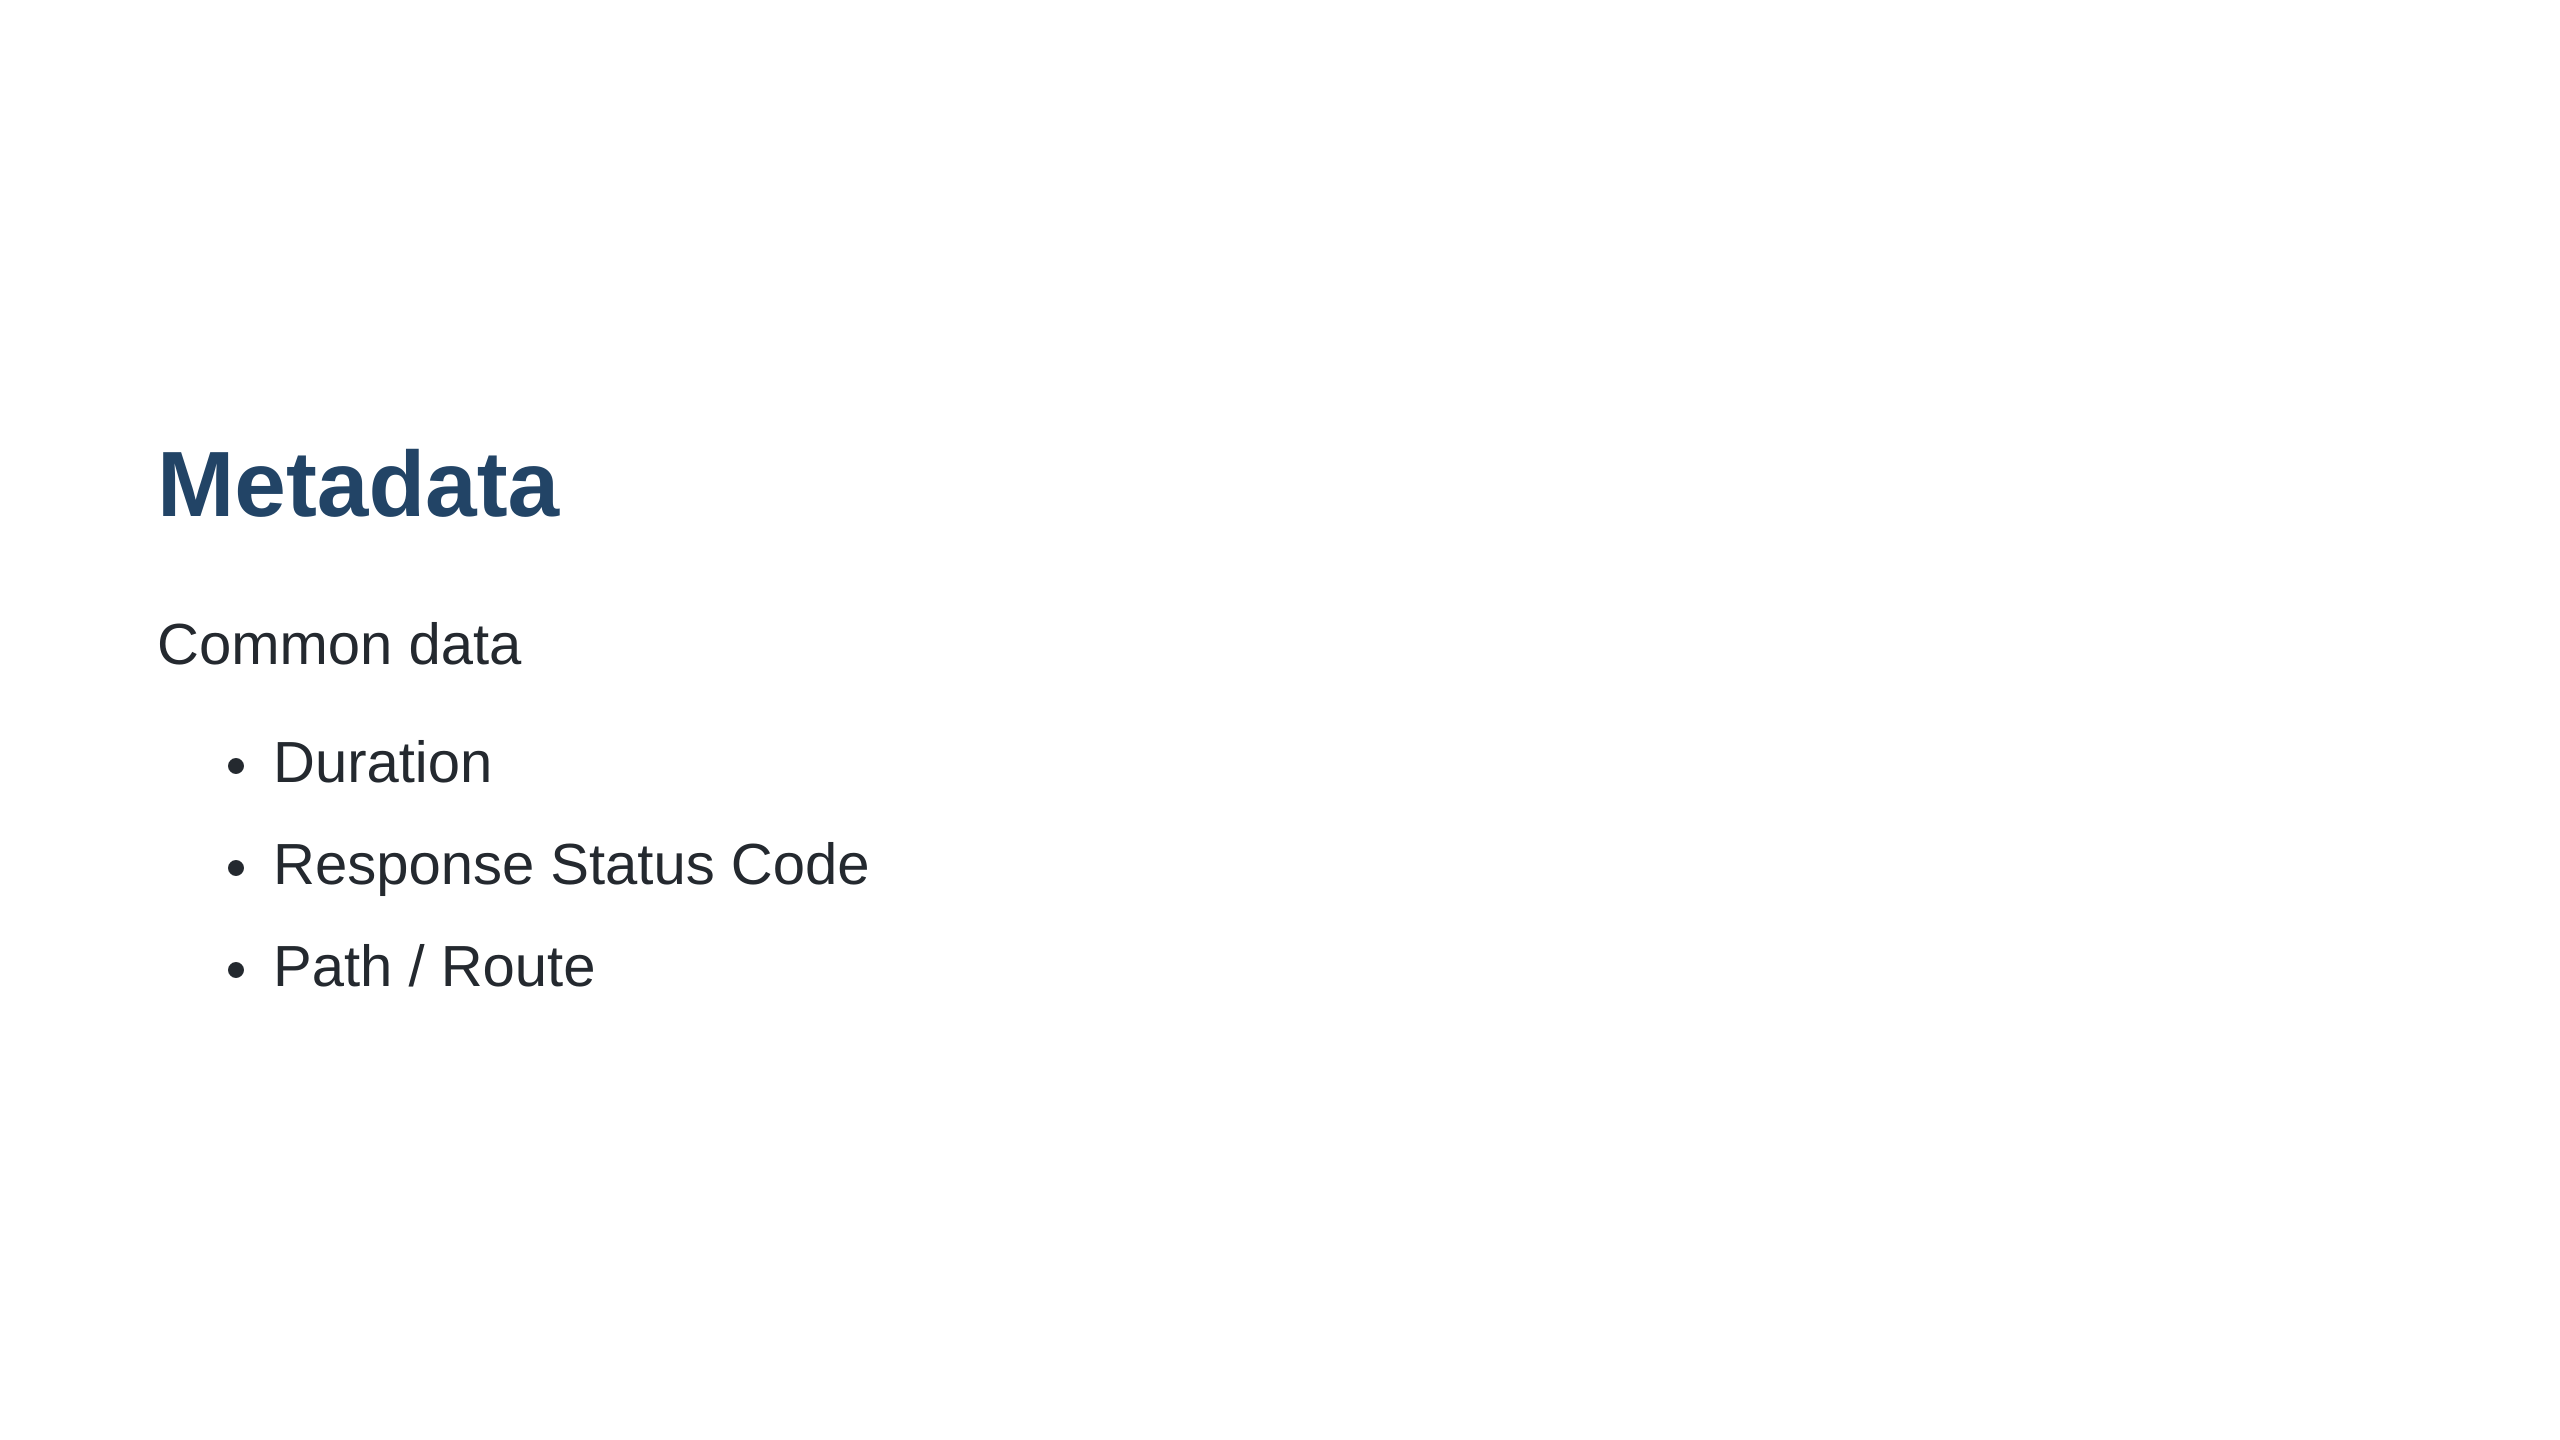 Metadata
Common data
• Duration
• Response Status Code
• Path / Route